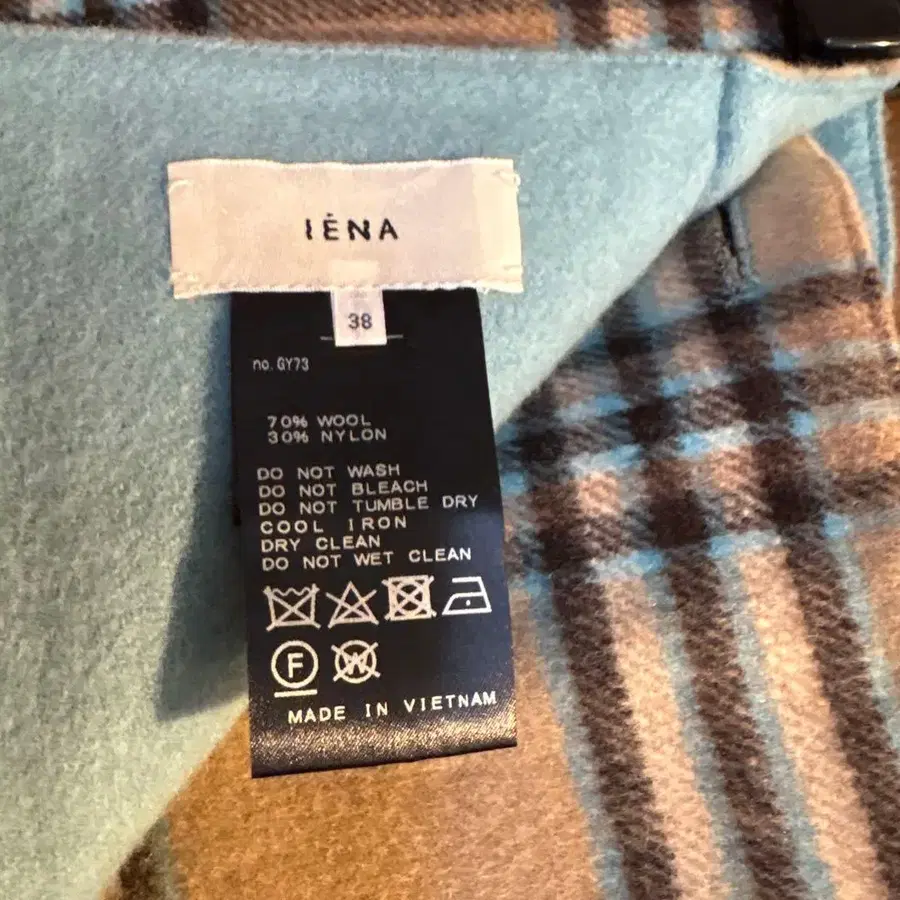 IÉNA
38
no. GY73
70% WOOL
30% NYLON
DO NOT WASH
DO NOT BLEACH
DO NOT TUMBLE DRY
COOL IRON
DRY CLEAN
DO NOT WET CLEAN
F W
MADE IN VIETNAM